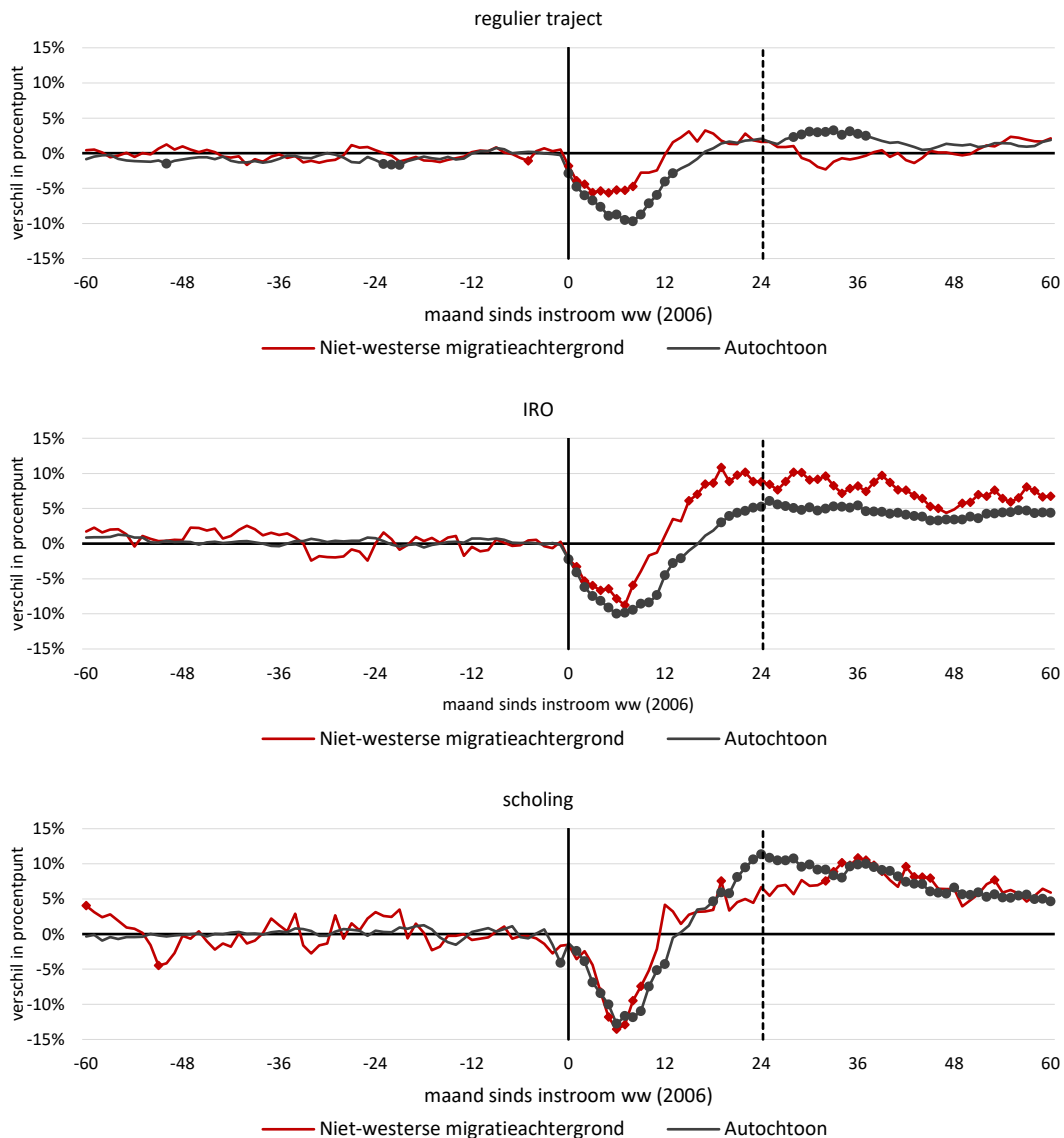 regulier traject
verschil in procentpunt
15%
10%
5%
0%
-5%
-10%
-15%
-60 -48 -36 -24 -12 0 12 24 36 48 60
maand sinds instroom ww (2006)
Niet-westerse migratieachtergrond Autochtoon
IRO
verschil in procentpunt
15%
10%
5%
0%
-5%
-10%
-15%
-60 -48 -36 -24 -12 0 12 24 36 48 60
maand sinds instroom ww (2006)
Niet-westerse migratieachtergrond Autochtoon
scholing
verschil in procentpunt
15%
10%
5%
0%
-5%
-10%
-15%
-60 -48 -36 -24 -12 0 12 24 36 48 60
maand sinds instroom ww (2006)
Niet-westerse migratieachtergrond Autochtoon